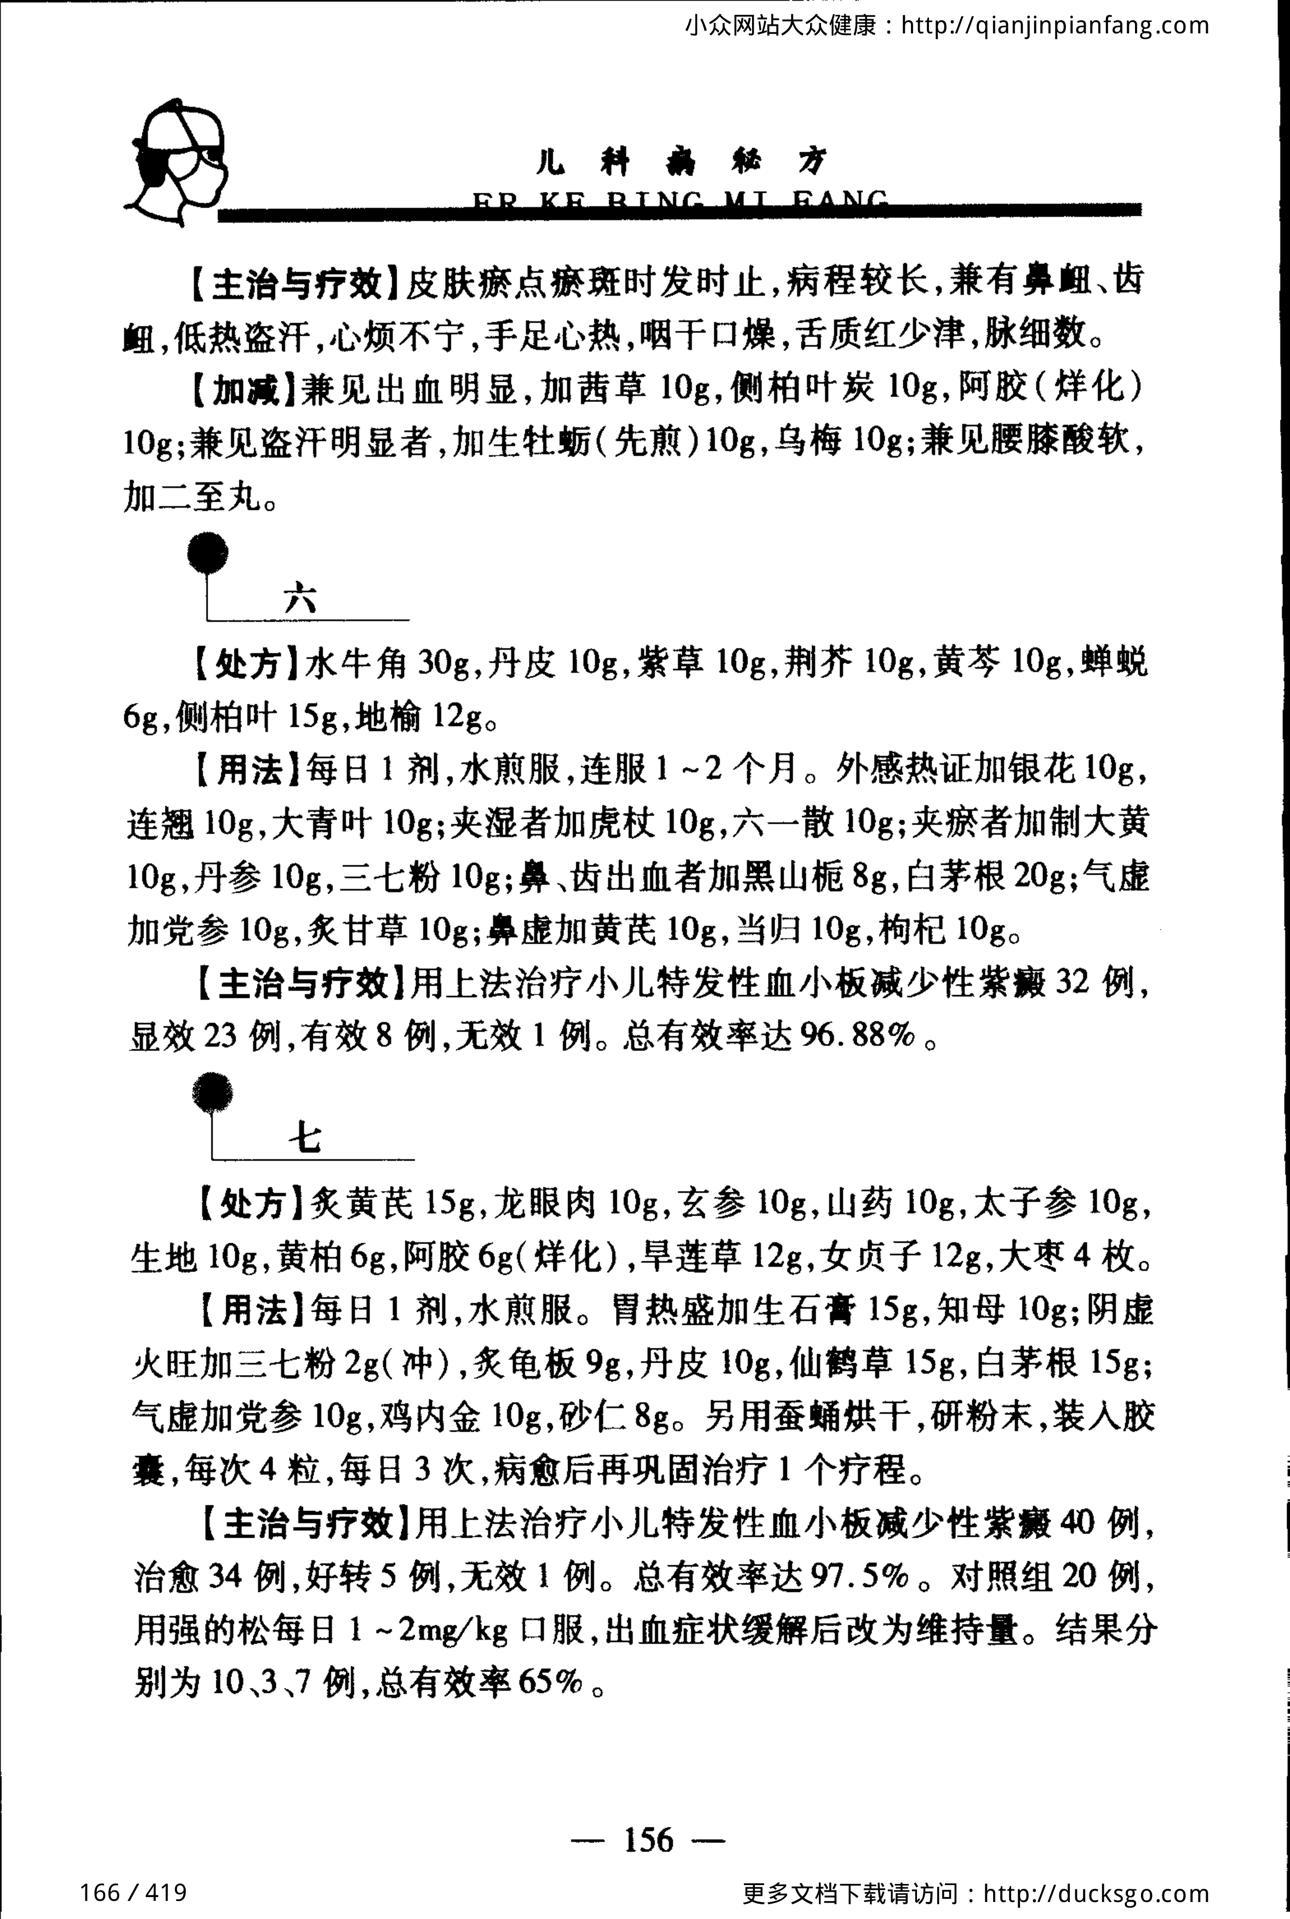 小众网站大众健康：http://qianjinpianfang.com
儿科病秘方
ER KE BING MI FANG
【主治与疗效】皮肤瘀点瘀斑时发时止，病程较长，兼有鼻衄、齿
衄，低热盗汗，心烦不宁，手足心热，咽干口燥，舌质红少津，脉细数。
【加减】兼见出血明显，加茜草 10g，侧柏叶炭 10g，阿胶（烊化）
10g；兼见盗汗明显者，加生牡蛎（先煎）10g，乌梅 10g；兼见腰膝酸软，
加二至丸。
六
【处方】水牛角 30g，丹皮 10g，紫草 10g，荆芥 10g，黄芩 10g，蝉蜕
6g，侧柏叶 15g，地榆 12g。
【用法】每日 1 剂，水煎服，连服 1～2 个月。外感热证加银花 10g，
连翘 10g，大青叶 10g；夹湿者加虎杖 10g，六一散 10g；夹瘀者加制大黄
10g，丹参 10g，三七粉 10g；鼻、齿出血者加黑山栀 8g，白茅根 20g；气虚
加党参 10g，炙甘草 10g；鼻虚加黄芪 10g，当归 10g，枸杞 10g。
【主治与疗效】用上法治疗小儿特发性血小板减少性紫癜 32 例，
显效 23 例，有效 8 例，无效 1 例。总有效率达 96.88%。
七
【处方】炙黄芪 15g，龙眼肉 10g，玄参 10g，山药 10g，太子参 10g，
生地 10g，黄柏 6g，阿胶 6g（烊化），旱莲草 12g，女贞子 12g，大枣 4 枚。
【用法】每日 1 剂，水煎服。胃热盛加生石膏 15g，知母 10g；阴虚
火旺加三七粉 2g（冲），炙龟板 9g，丹皮 10g，仙鹤草 15g，白茅根 15g；
气虚加党参 10g，鸡内金 10g，砂仁 8g。另用蚕蛹烘干，研粉末，装入胶
囊，每次 4 粒，每日 3 次，病愈后再巩固治疗 1 个疗程。
【主治与疗效】用上法治疗小儿特发性血小板减少性紫癜 40 例，
治愈 34 例，好转 5 例，无效 1 例。总有效率达 97.5%。对照组 20 例，
用强的松每日 1～2mg/kg 口服，出血症状缓解后改为维持量。结果分
别为 10、3、7 例，总有效率 65%。
— 156 —
166 / 419
更多文档下载请访问：http://ducksgo.com